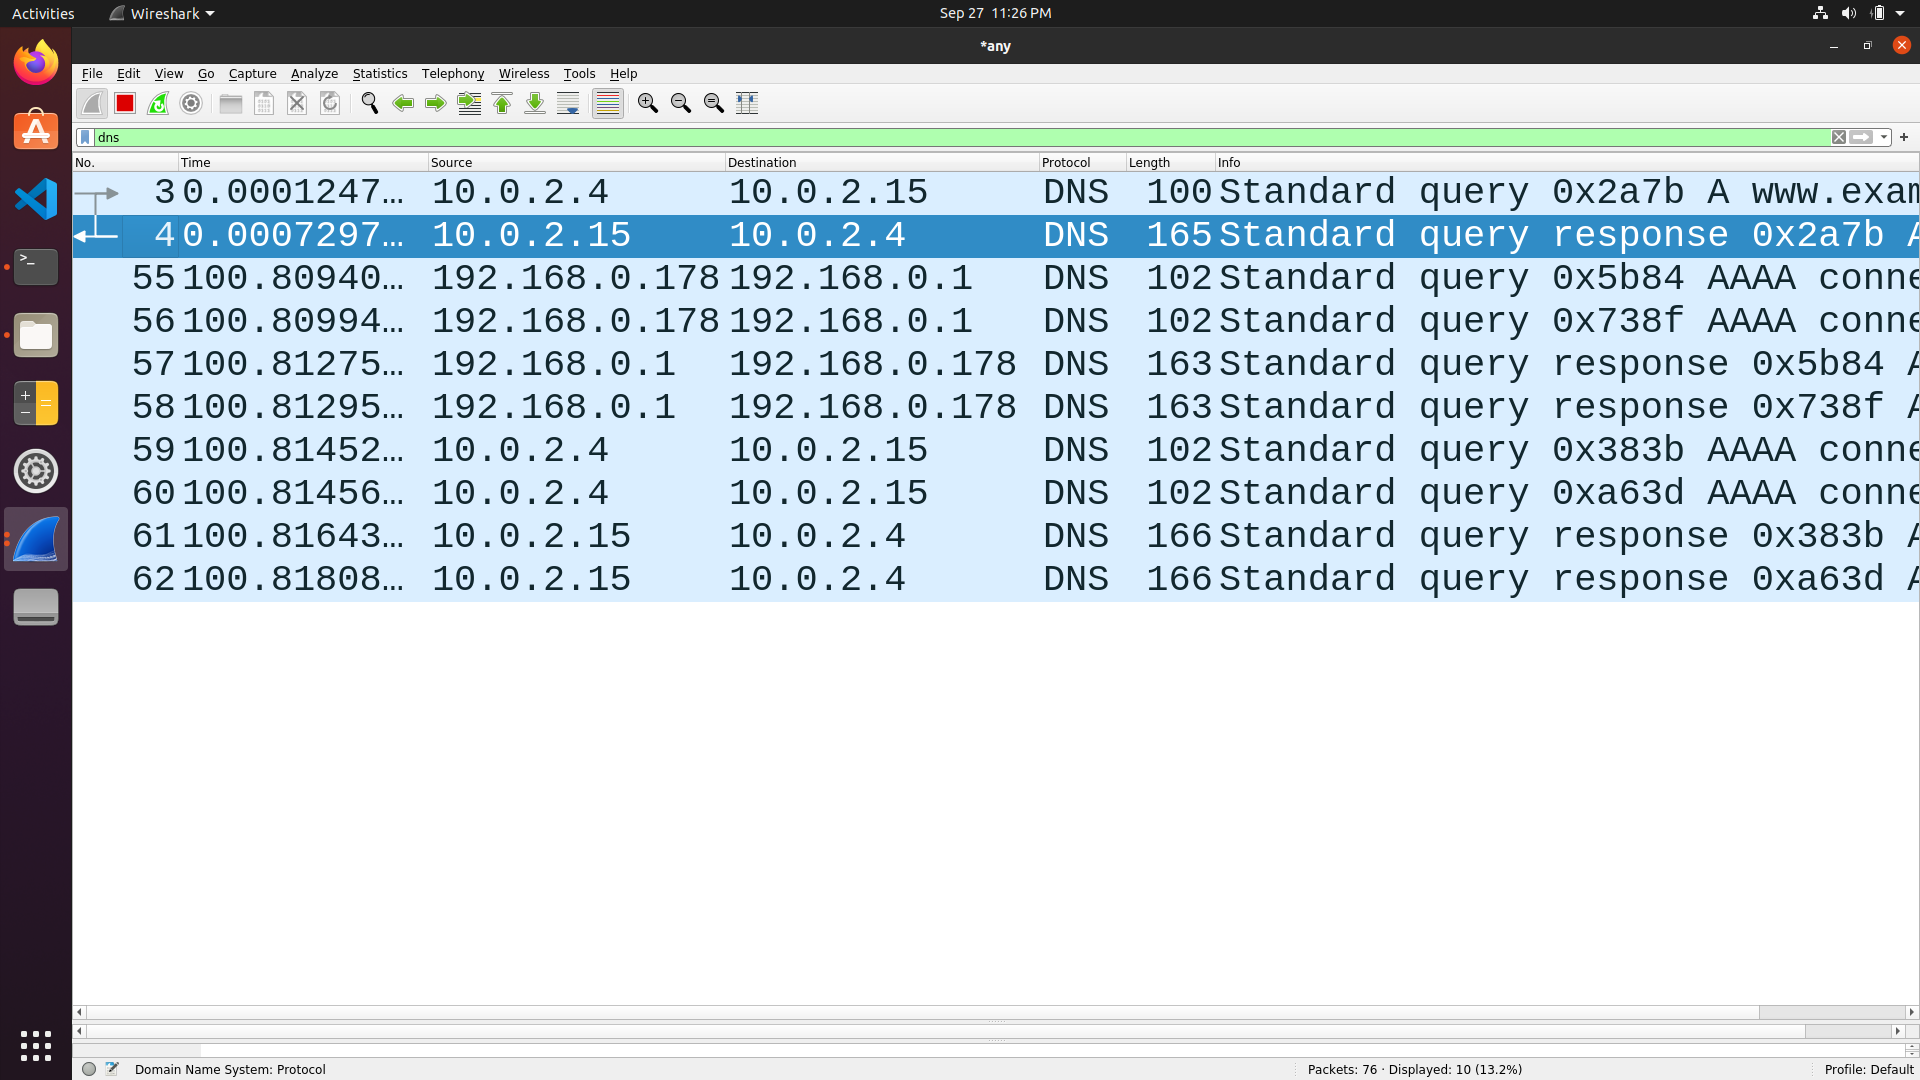 Activities Wireshark Sep 27 11:26 PM
*any
File Edit View Go Capture Analyze Statistics Telephony Wireless Tools Help
dns
No. Time Source Destination Protocol Length Info
3 0.0001247… 10.0.2.4 10.0.2.15 DNS 100 Standard query 0x2a7b A www.exam
4 0.0007297… 10.0.2.15 10.0.2.4 DNS 165 Standard query response 0x2a7b A
55 100.80940… 192.168.0.178 192.168.0.1 DNS 102 Standard query 0x5b84 AAAA conne
56 100.80994… 192.168.0.178 192.168.0.1 DNS 102 Standard query 0x738f AAAA conne
57 100.81275… 192.168.0.1 192.168.0.178 DNS 163 Standard query response 0x5b84 A
58 100.81295… 192.168.0.1 192.168.0.178 DNS 163 Standard query response 0x738f A
59 100.81452… 10.0.2.4 10.0.2.15 DNS 102 Standard query 0x383b AAAA conne
60 100.81456… 10.0.2.4 10.0.2.15 DNS 102 Standard query 0xa63d AAAA conne
61 100.81643… 10.0.2.15 10.0.2.4 DNS 166 Standard query response 0x383b A
62 100.81808… 10.0.2.15 10.0.2.4 DNS 166 Standard query response 0xa63d A
Domain Name System: Protocol Packets: 76 · Displayed: 10 (13.2%) Profile: Default